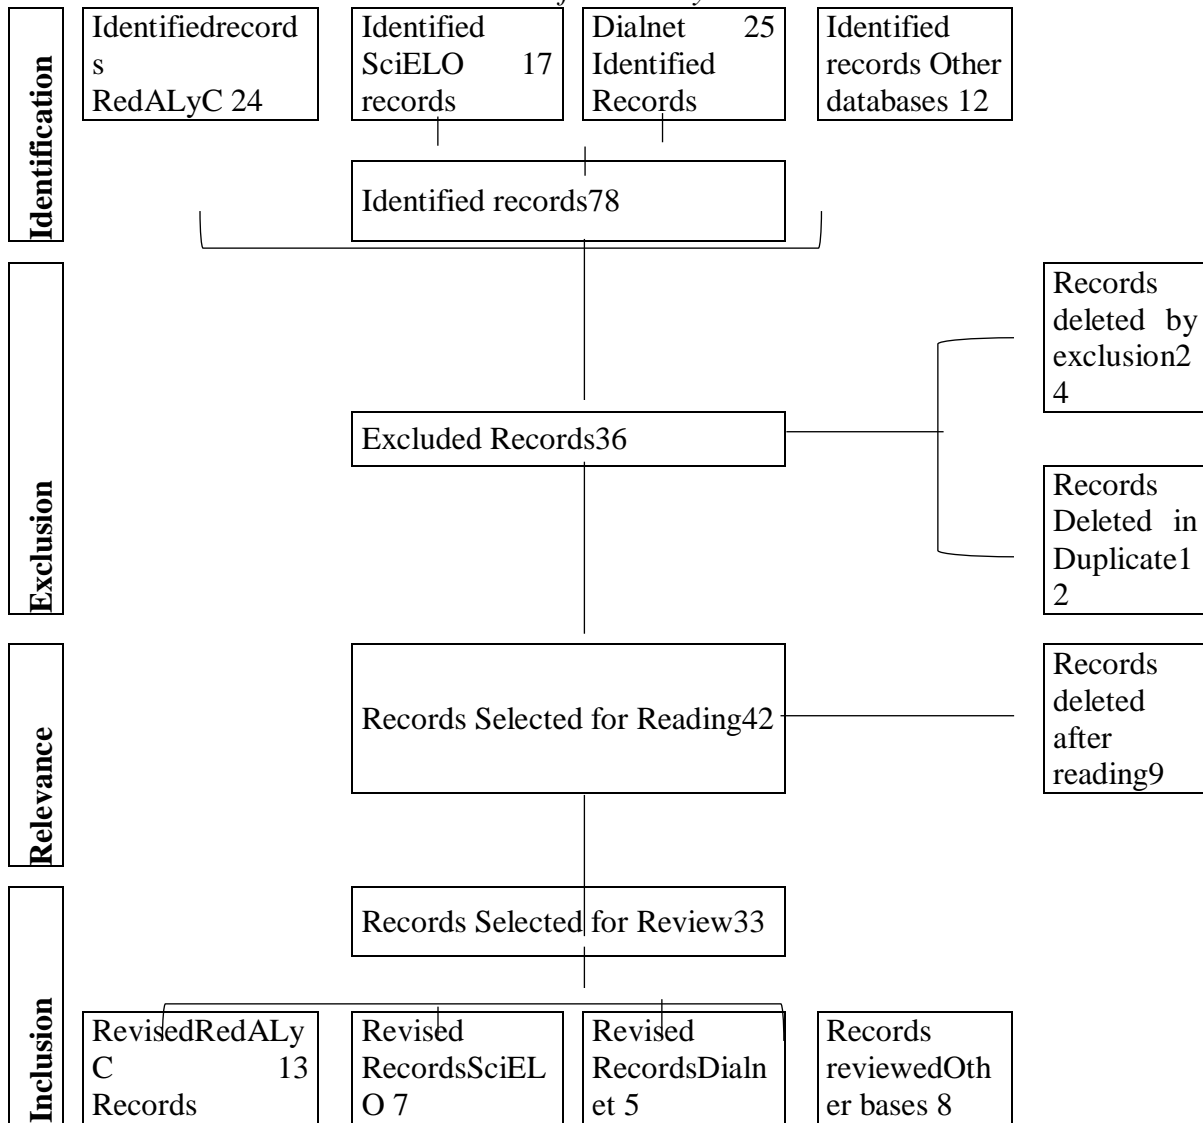 Identification
Identifiedrecord
s
RedALyC 24
Identified
SciELO 17
records
Dialnet 25
Identified
Records
Identified
records Other
databases 12
Identified records78
Exclusion
Records
deleted by
exclusion2
4
Excluded Records36
Records
Deleted in
Duplicate1
2
Relevance
Records Selected for Reading42
Records
deleted
after
reading9
Records Selected for Review33
Inclusion
RevisedRedALy
C 13
Records
Revised
RecordsSciEL
O 7
Revised
RecordsDialn
et 5
Records
reviewedOth
er bases 8